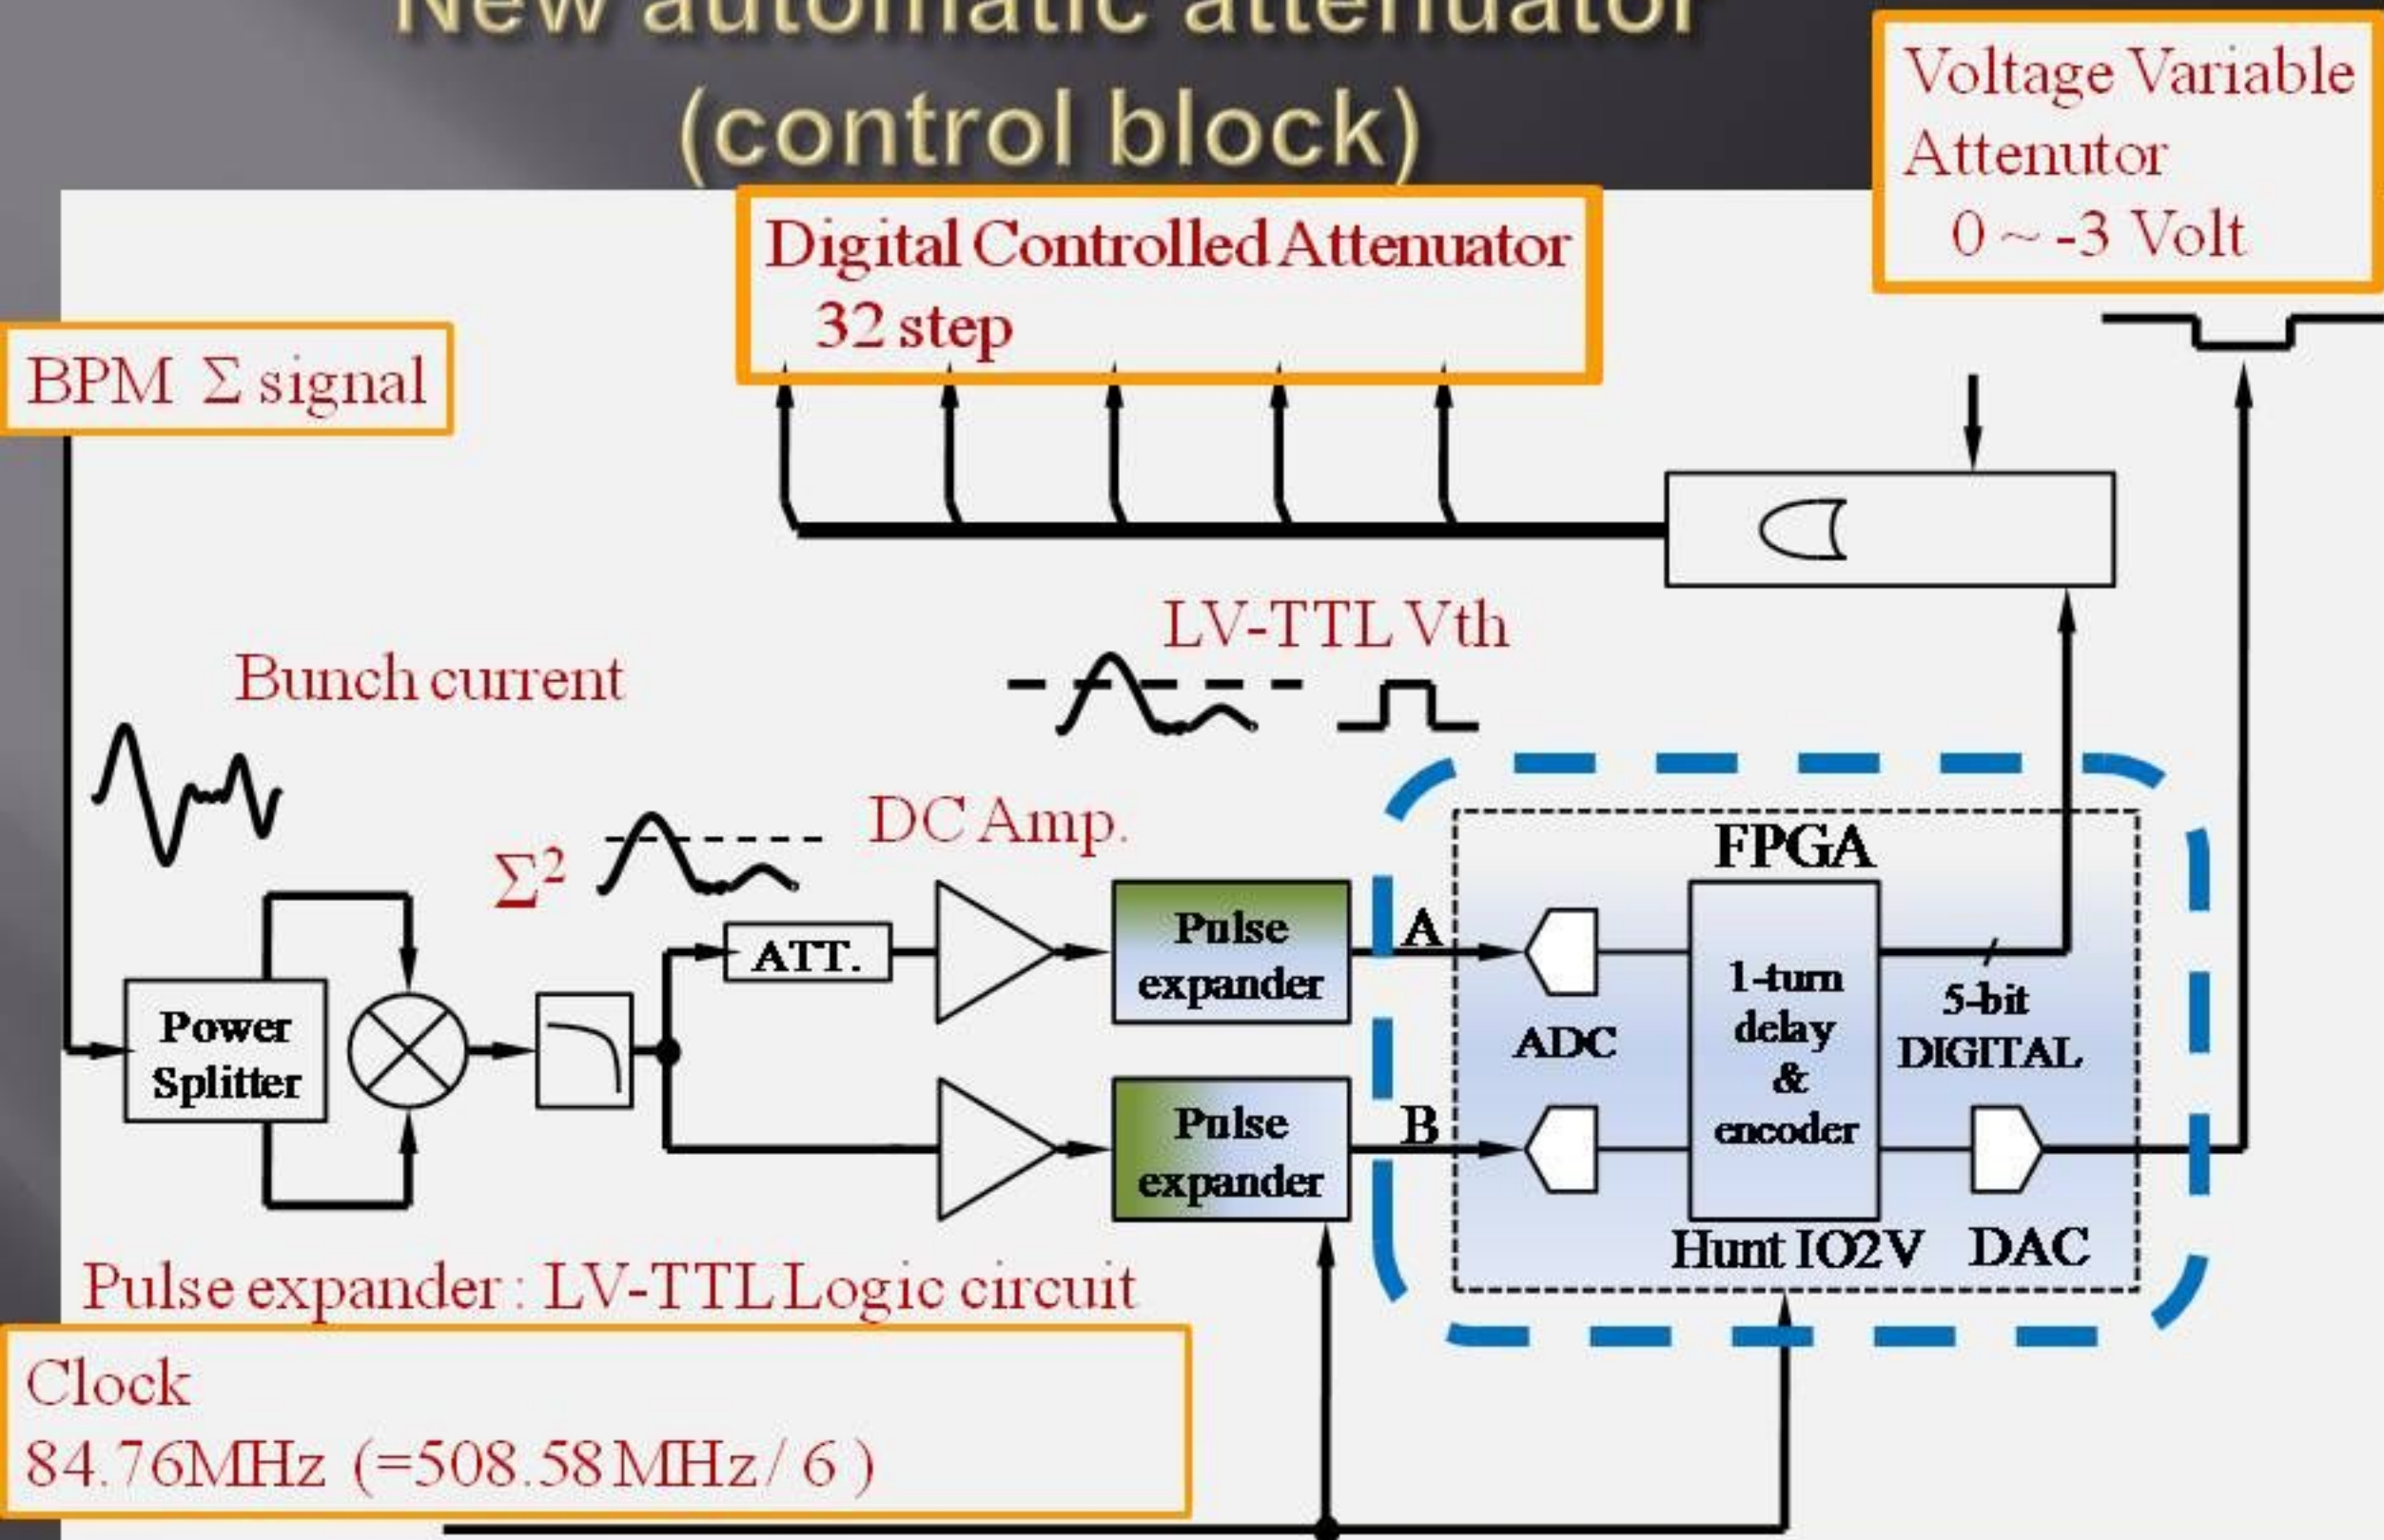 New automatic attenuator
(control block)
Voltage Variable
Attenutor
0 ~ -3 Volt
Digital Controlled Attenuator
32 step
BPM Σ signal
LV-TTL Vth
Bunch current
DC Amp.
Σ²
FPGA
ATT.
Pulse
expander
A
Power
Splitter
ADC
1-turn
delay
&
encoder
5-bit
DIGITAL
Pulse
expander
B
Hunt IO2V
DAC
Pulse expander : LV-TTL Logic circuit
Clock
84.76MHz (=508.58MHz / 6 )